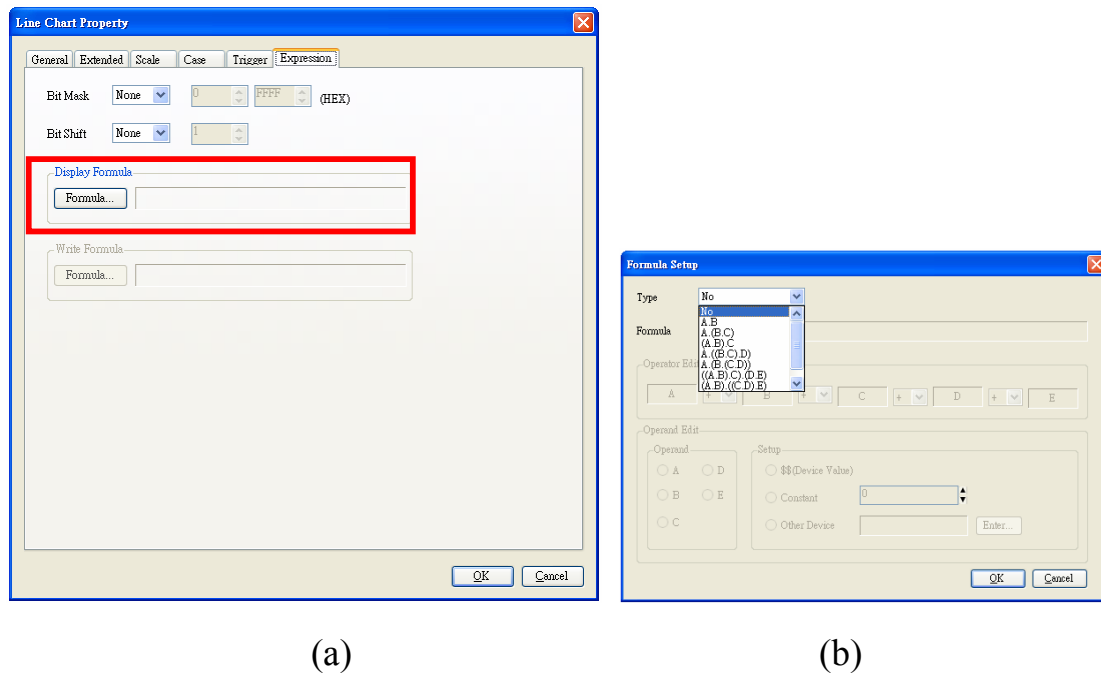 Line Chart Property
General Extended Scale Case Trigger Expression
Bit Mask None 0 FFFF (HEX)
Bit Shift None 1
Display Formula
Formula...
Write Formula
Formula...
OK Cancel
(a)
Formula Setup
Type No
No
A.B
A.(B.C)
(A.B).C
A.((B.C).D)
A.(B.(C.D))
((A.B).C).(D.E)
(A.B).((C.D).E)
Formula
Operator Edit
A + B + C + D + E
Operand Edit
Operand
A D
B E
C
Setup
$$(Device Value)
Constant 0
Other Device Enter...
OK Cancel
(b)